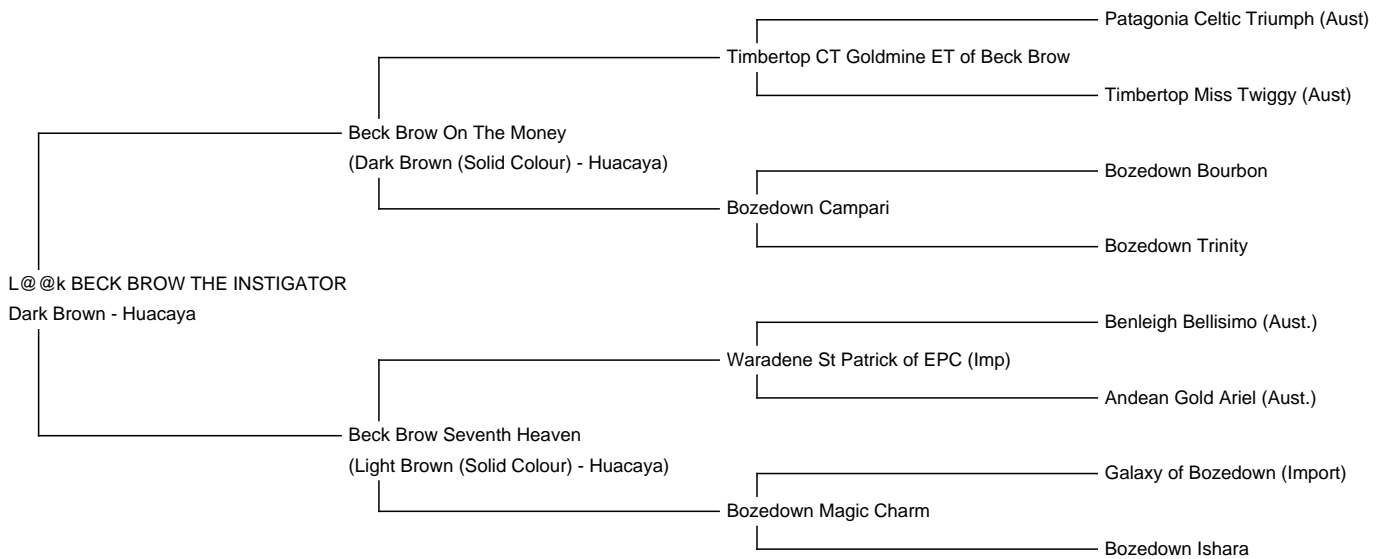 Patagonia Celtic Triumph (Aust)
Timbertop CT Goldmine ET of Beck Brow
Timbertop Miss Twiggy (Aust)
Beck Brow On The Money
(Dark Brown (Solid Colour) - Huacaya)
Bozedown Bourbon
Bozedown Campari
Bozedown Trinity
L@@k BECK BROW THE INSTIGATOR
Dark Brown - Huacaya
Benleigh Bellisimo (Aust.)
Waradene St Patrick of EPC (Imp)
Andean Gold Ariel (Aust.)
Beck Brow Seventh Heaven
(Light Brown (Solid Colour) - Huacaya)
Galaxy of Bozedown (Import)
Bozedown Magic Charm
Bozedown Ishara